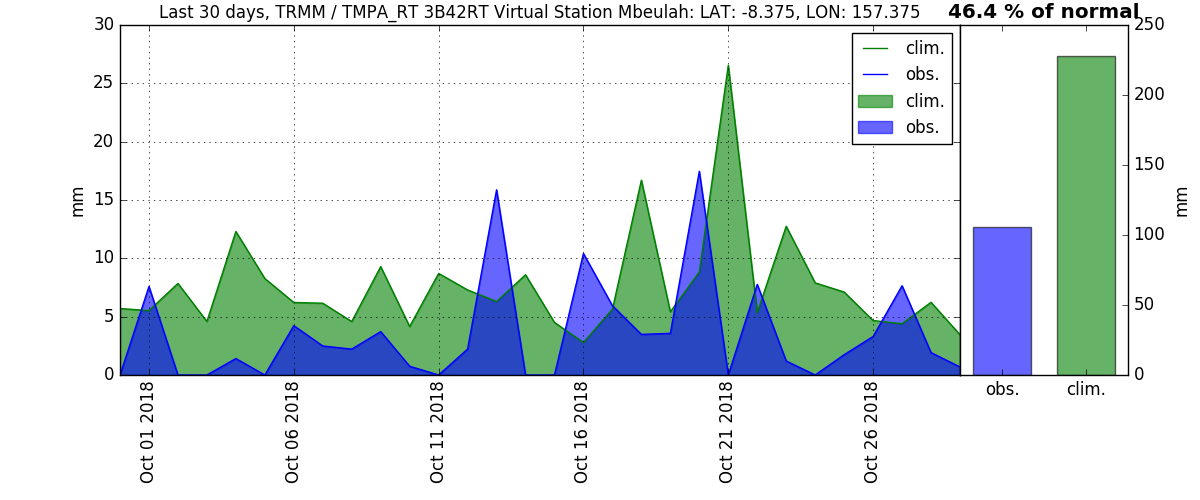 Last 30 days, TRMM / TMPA_RT 3B42RT Virtual Station Mbeulah: LAT: -8.375, LON: 157.375
46.4 % of normal
30
25
20
15
10
5
0
mm
clim.
obs.
clim.
obs.
Oct 01 2018
Oct 06 2018
Oct 11 2018
Oct 16 2018
Oct 21 2018
Oct 26 2018
250
200
150
100
50
0
mm
obs.
clim.